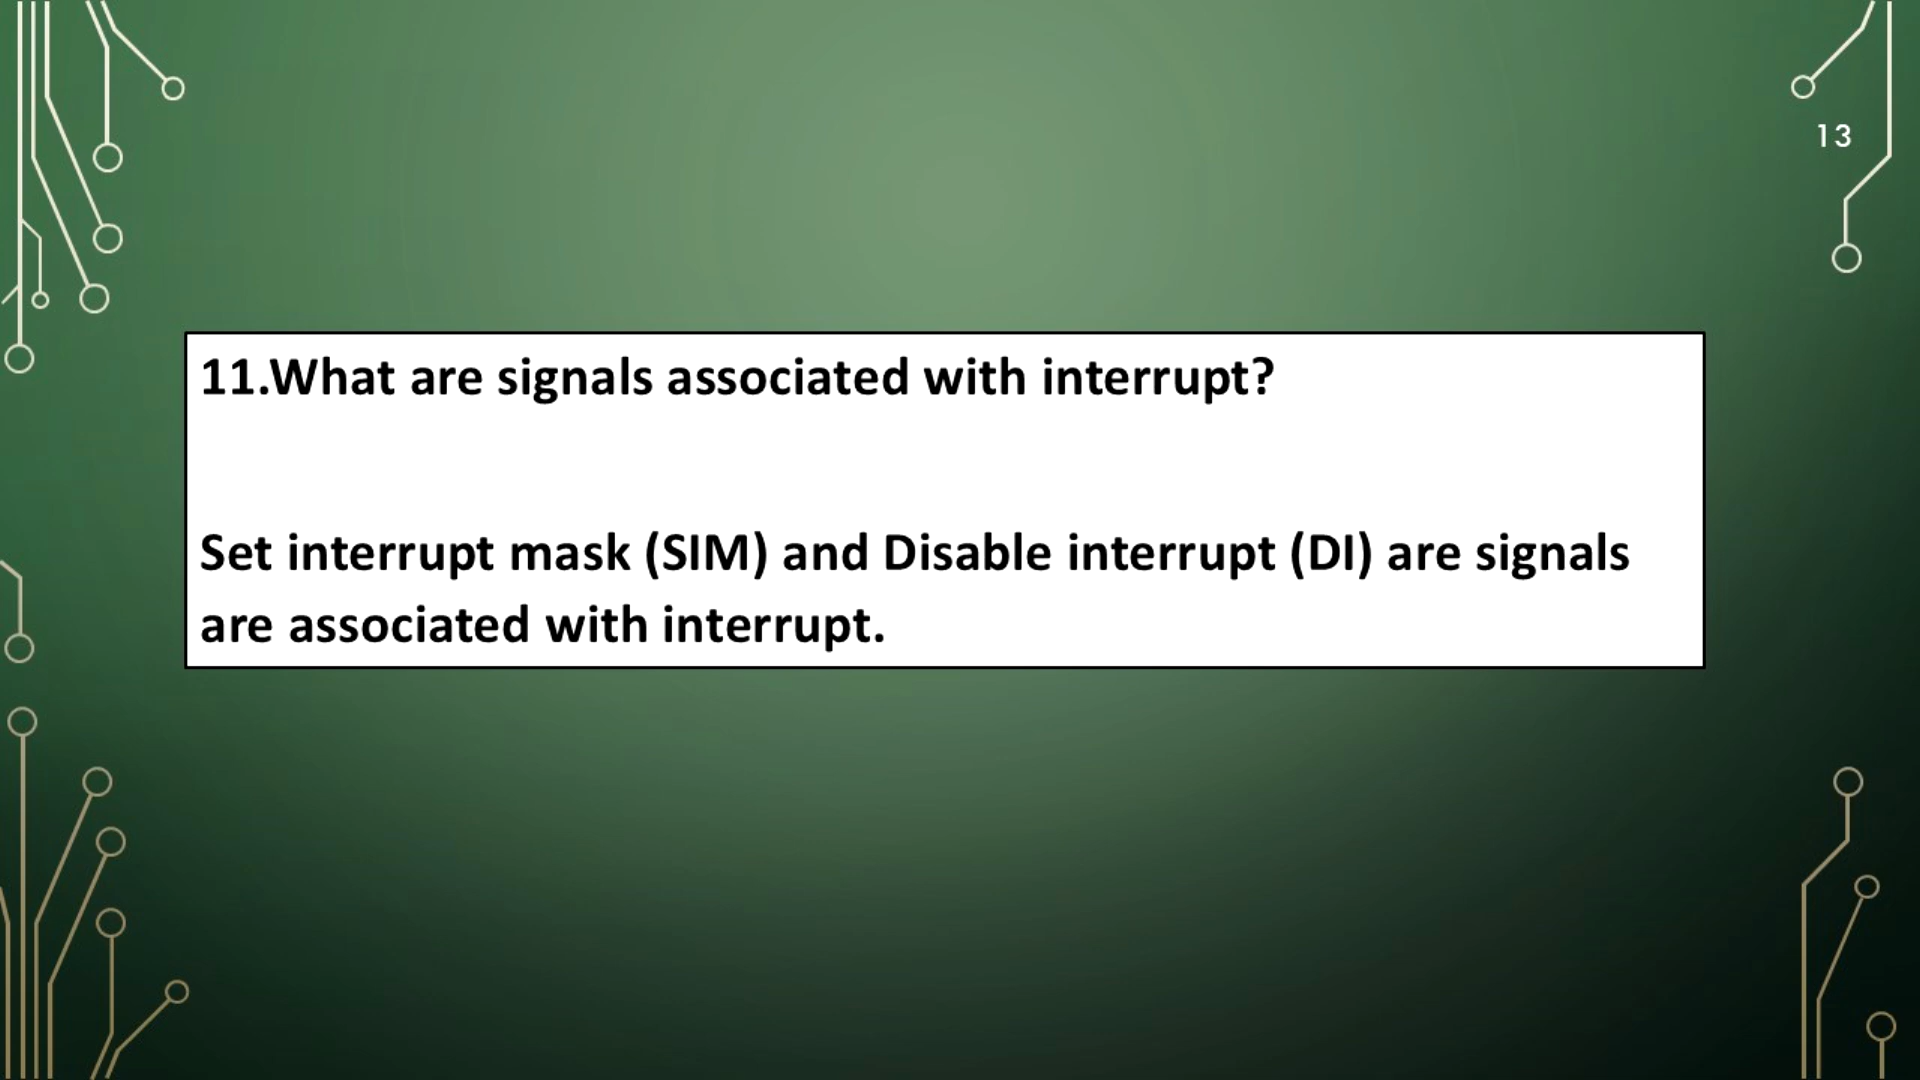 13
11.What are signals associated with interrupt?
Set interrupt mask (SIM) and Disable interrupt (DI) are signals
are associated with interrupt.